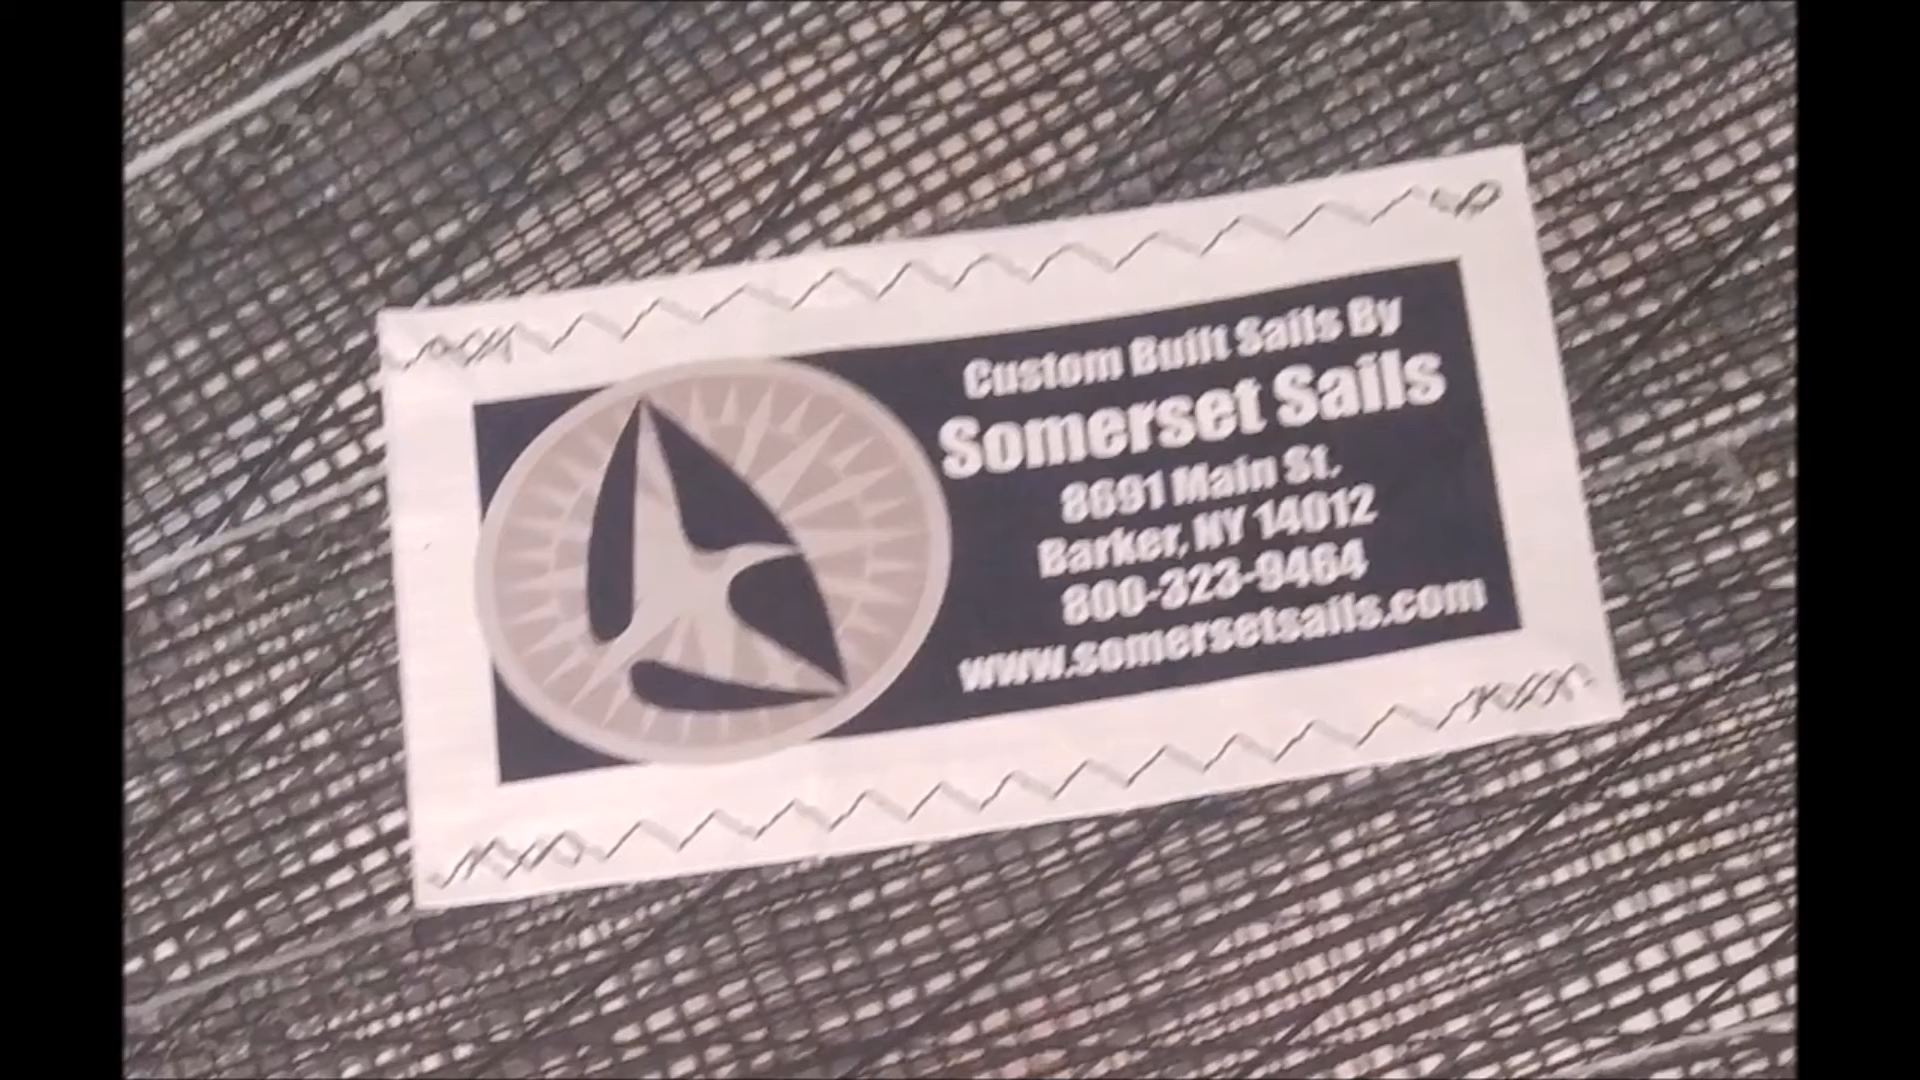 Custom Built Sails By
Somerset Sails
8691 Main St.
Barker, NY 14012
800-323-9464
www.somersetsails.com